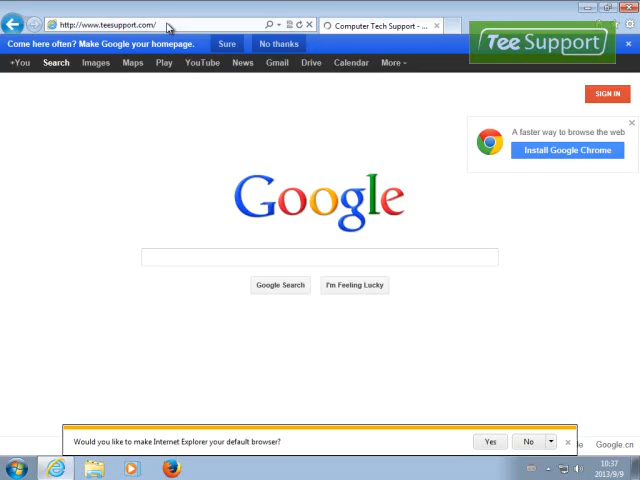 http://www.teesupport.com/
Computer Tech Support - ...
Tee Support
Come here often? Make Google your homepage.
Sure
No thanks
+You
Search
Images
Maps
Play
YouTube
News
Gmail
Drive
Calendar
More
SIGN IN
A faster way to browse the web
Install Google Chrome
Google
Google Search
I'm Feeling Lucky
Would you like to make Internet Explorer your default browser?
Yes
No
Google.cn
10:37
2013/9/9